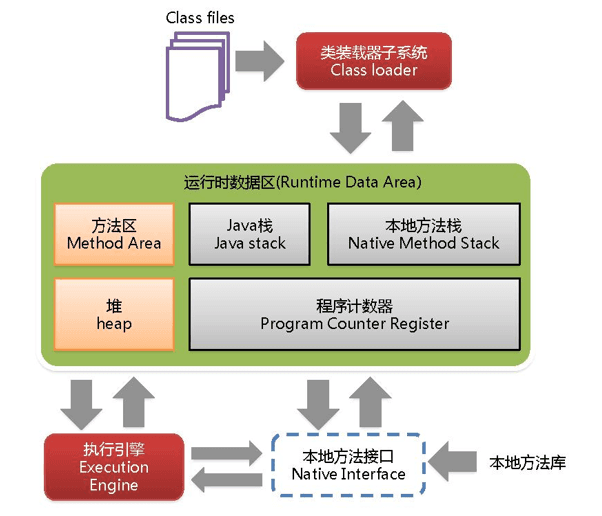 Class files
类装载器子系统
Class loader
运行时数据区(Runtime Data Area)
方法区
Method Area
Java栈
Java stack
本地方法栈
Native Method Stack
堆
heap
程序计数器
Program Counter Register
执行引擎
Execution
Engine
本地方法接口
Native Interface
本地方法库